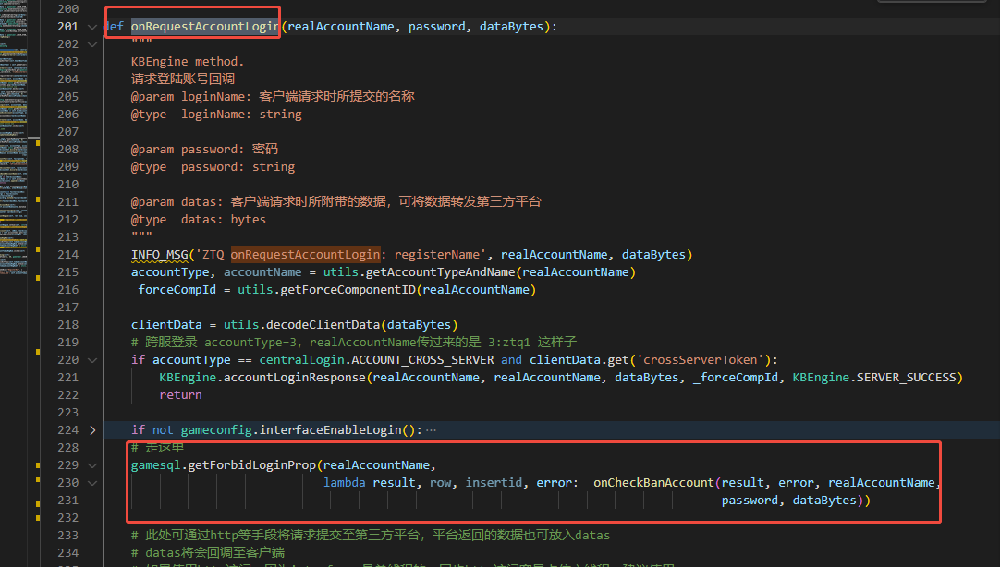 200
201 def onRequestAccountLogin(realAccountName, password, dataBytes):
202 """
203 KBEngine method.
204 请求登陆账号回调
205 @param loginName: 客户端请求时所提交的名称
206 @type  loginName: string
207
208 @param password: 密码
209 @type  password: string
210
211 @param datas: 客户端请求时所附带的数据，可将数据转发第三方平台
212 @type  datas: bytes
213 """
214 INFO_MSG('ZTQ onRequestAccountLogin: registerName', realAccountName, dataBytes)
215 accountType, accountName = utils.getAccountTypeAndName(realAccountName)
216 _forceCompId = utils.getForceComponentID(realAccountName)
217
218 clientData = utils.decodeClientData(dataBytes)
219 # 跨服登录 accountType=3，realAccountName传过来的是 3:ztq1 这样子
220 if accountType == centralLogin.ACCOUNT_CROSS_SERVER and clientData.get('crossServerToken'):
221 KBEngine.accountLoginResponse(realAccountName, realAccountName, dataBytes, _forceCompId, KBEngine.SERVER_SUCCESS)
222 return
223
224 if not gameconfig.interfaceEnableLogin(): ···
228 # 走这里
229 gamesql.getForbidLoginProp(realAccountName,
230 lambda result, row, insertid, error: _onCheckBanAccount(result, error, realAccountName,
231 password, dataBytes))
232
233 # 此处可通过http等手段将请求提交至第三方平台，平台返回的数据也可放入datas
234 # datas将会回调至客户端